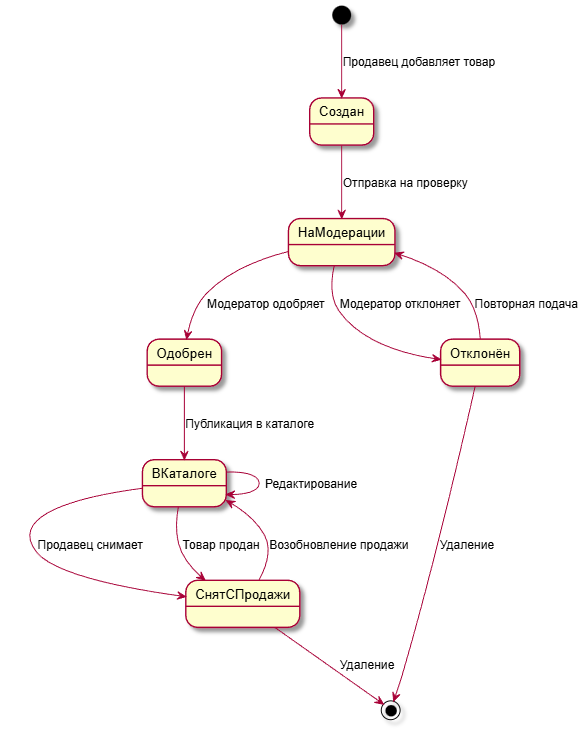 Продавец добавляет товар
Создан
Отправка на проверку
НаМодерации
Модератор одобряет
Модератор отклоняет
Повторная подача
Одобрен
Отклонён
Публикация в каталоге
ВКаталоге
Редактирование
Продавец снимает
Товар продан
Возобновление продажи
Удаление
СнятСПродажи
Удаление